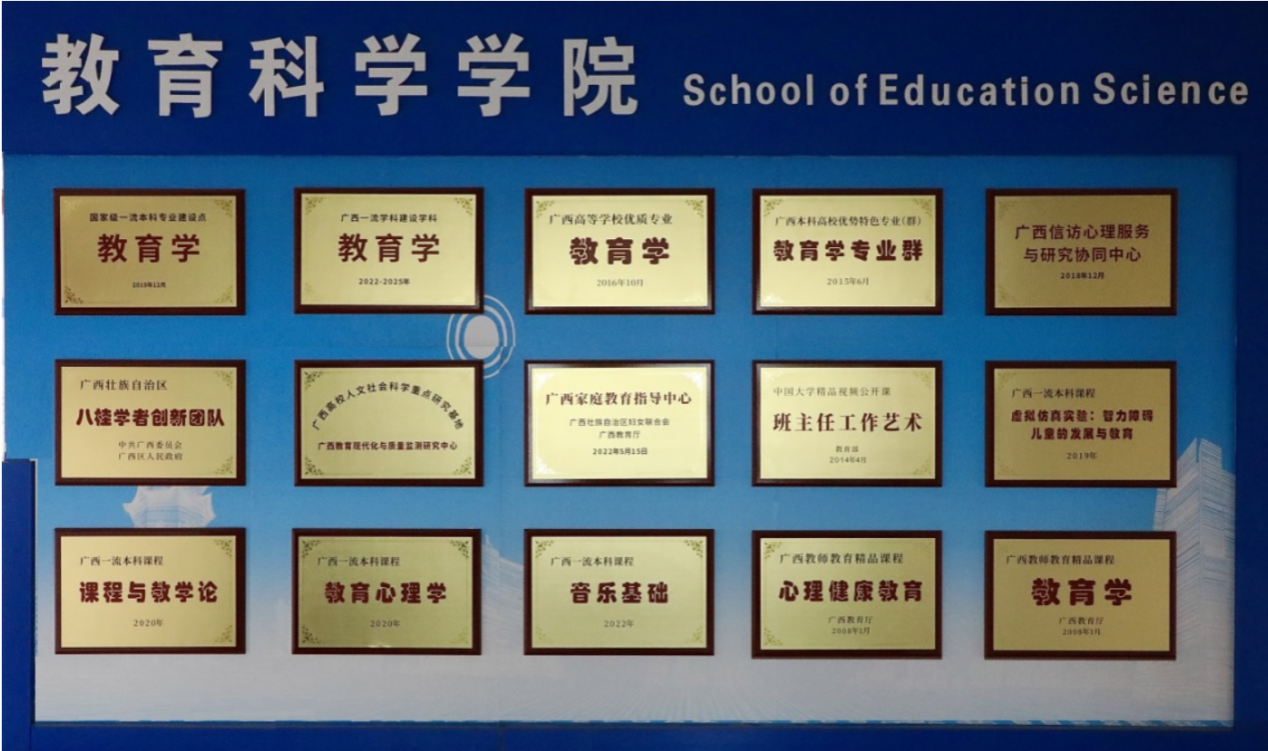 教育科学学院 School of Education Science
国家级一流本科专业建设点
教育学
2019年12月
广西一流学科建设学科
教育学
2022-2025年
广西高等学校优质专业
教育学
2016年10月
广西本科高校优势特色专业(群)
教育学专业群
2015年6月
广西信访心理服务
与研究协同中心
2018年12月
广西壮族自治区
八桂学者创新团队
中共广西委员会
广西区人民政府
广西高校人文社会科学重点研究基地
广西教育现代化与质量监测研究中心
广西家庭教育指导中心
广西壮族自治区妇女联合会
广西教育厅
2022年5月15日
中国大学精品视频公开课
班主任工作艺术
教育部
2014年4月
广西一流本科课程
虚拟仿真实验：智力障碍
儿童的发展与教育
2019年
广西一流本科课程
课程与教学论
2020年
广西一流本科课程
教育心理学
2020年
广西一流本科课程
音乐基础
2022年
广西教师教育精品课程
心理健康教育
广西教育厅
2008年1月
广西教师教育精品课程
教育学
广西教育厅
2008年1月